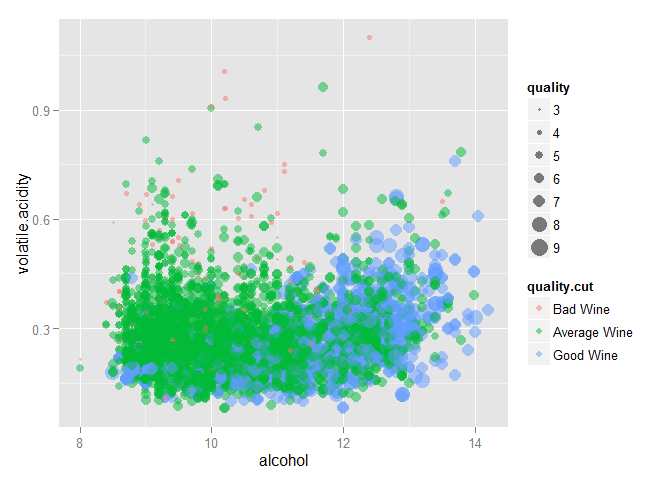 volatile.acidity
0.9
0.6
0.3
8
10
12
14
alcohol
quality
3
4
5
6
7
8
9
quality.cut
Bad Wine
Average Wine
Good Wine